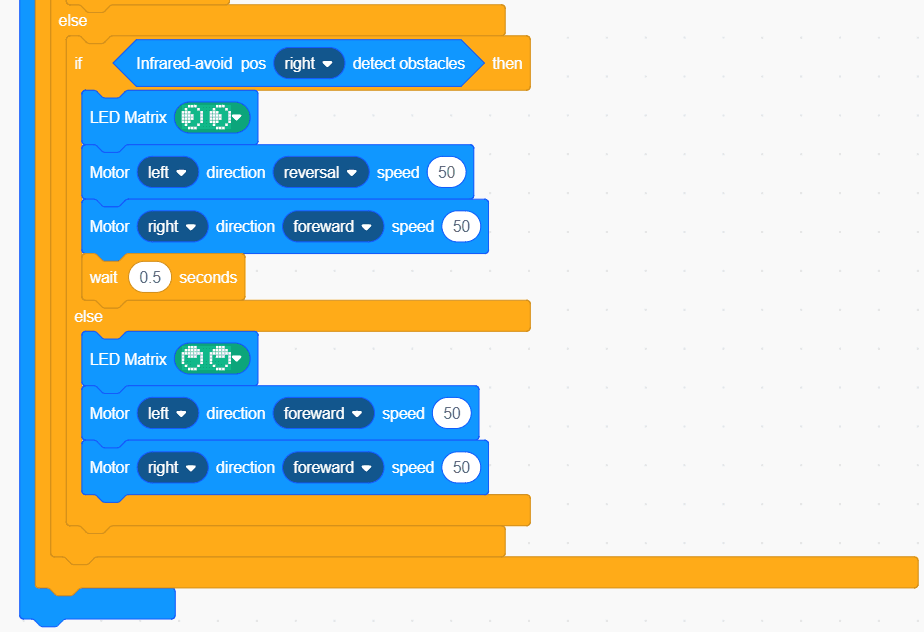 else
if Infrared-avoid pos right detect obstacles then
LED Matrix
Motor left direction reversal speed 50
Motor right direction foreward speed 50
wait 0.5 seconds
else
LED Matrix
Motor left direction foreward speed 50
Motor right direction foreward speed 50